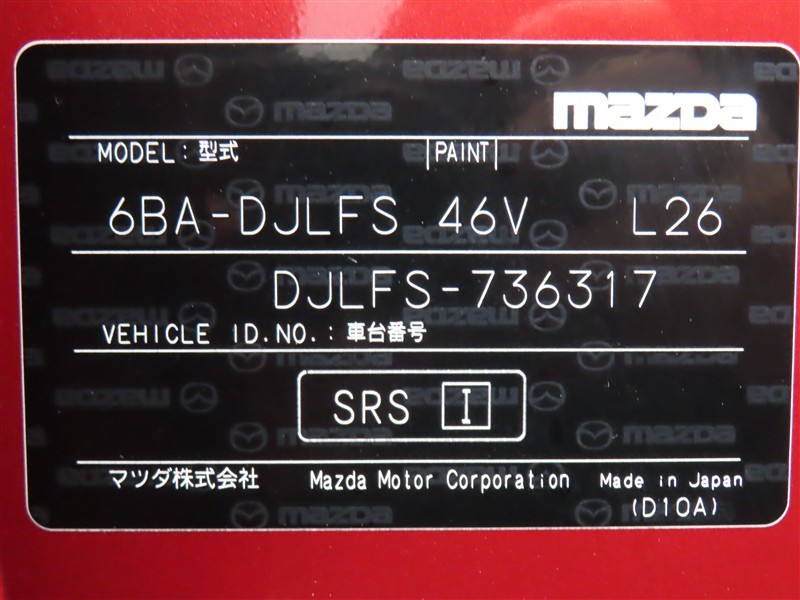 mazda
MODEL: 型式 |PAINT|
6BA-DJLFS 46V L26
DJLFS-736317
VEHICLE ID.NO.: 車台番号
SRS I
マツダ株式会社 Mazda Motor Corporation Made in Japan
(D10A)